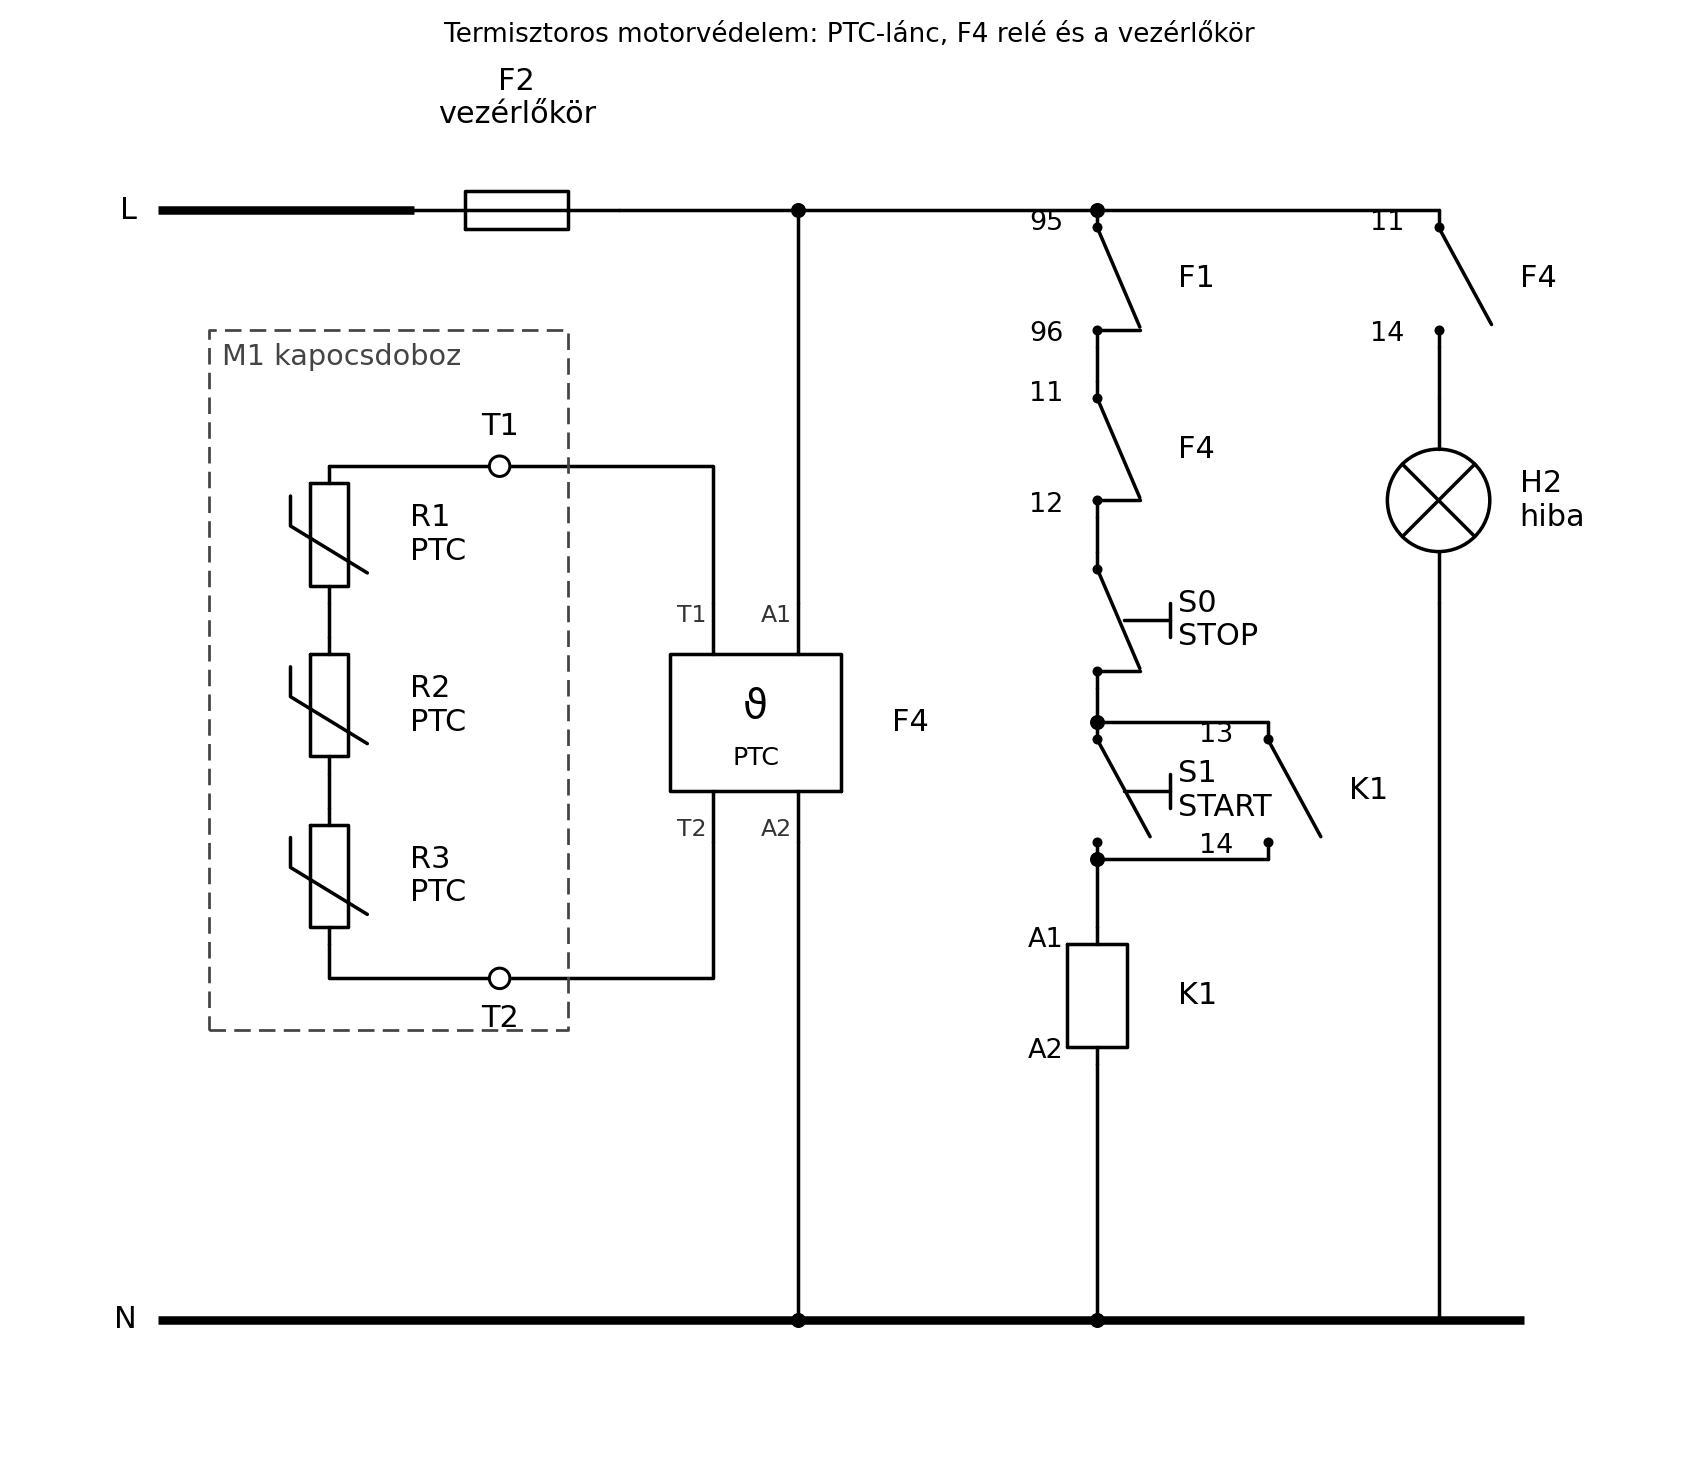 Termisztoros motorvédelem: PTC-lánc, F4 relé és a vezérlőkör
F2
vezérlőkör
L
95
11
F1
F4
96
14
M1 kapocsdoboz
11
T1
F4
12
H2
hiba
R1
PTC
S0
STOP
T1
A1
R2
PTC
ϑ
PTC
F4
13
S1
START
K1
14
T2
A2
R3
PTC
A1
K1
A2
T2
N